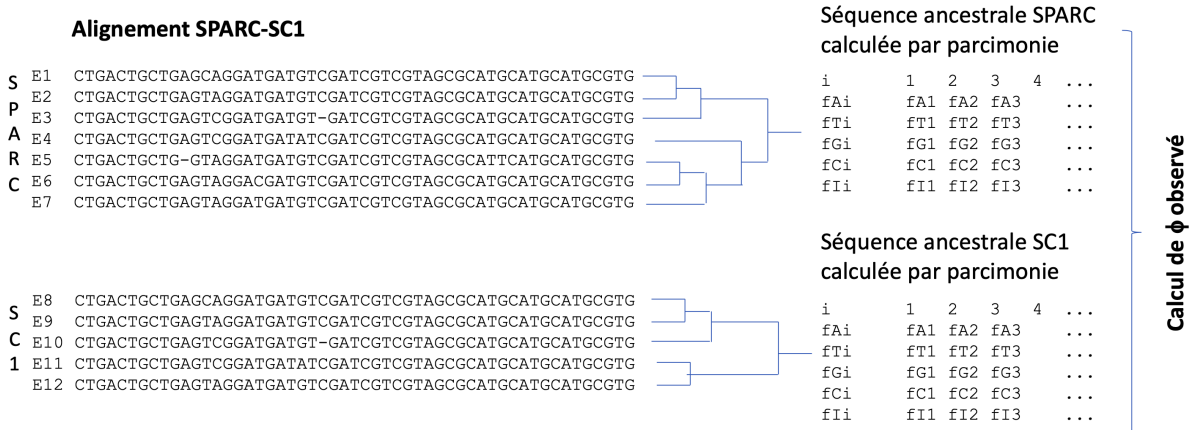 Alignement SPARC-SC1
SPARC
E1 CTGACTGCTGAGCAGGATGATGTCGATCGTCGTAGCGCATGCATGCATGCGTG
E2 CTGACTGCTGAGTAGGATGATGTCGATCGTCGTAGCGCATGCATGCATGCGTG
E3 CTGACTGCTGAGTCGGATGATGT-GATCGTCGTAGCGCATGCATGCATGCGTG
E4 CTGACTGCTGAGTCGGATGATATCGATCGTCGTAGCGCATGCATGCATGCGTG
E5 CTGACTGCTG-GTAGGATGATGTCGATCGTCGTAGCGCATTCATGCATGCGTG
E6 CTGACTGCTGAGTAGGACGATGTCGATCGTCGTAGCGCATGCATGCATGCGTG
E7 CTGACTGCTGAGTAGGATGATGTCGATCGTCGTAGCGCATGCATGCATGCGTG
Séquence ancestrale SPARC
calculée par parcimonie
i 1 2 3 4 ...
fAi fA1 fA2 fA3 ...
fTi fT1 fT2 fT3 ...
fGi fG1 fG2 fG3 ...
fCi fC1 fC2 fC3 ...
fIi fI1 fI2 fI3 ...
SC1
E8 CTGACTGCTGAGCAGGATGATGTCGATCGTCGTAGCGCATGCATGCATGCGTG
E9 CTGACTGCTGAGTAGGATGATGTCGATCGTCGTAGCGCATGCATGCATGCGTG
E10 CTGACTGCTGAGTCGGATGATGT-GATCGTCGTAGCGCATGCATGCATGCGTG
E11 CTGACTGCTGAGTCGGATGATATCGATCGTCGTAGCGCATGCATGCATGCGTG
E12 CTGACTGCTGAGTAGGATGATGTCGATCGTCGTAGCGCATGCATGCATGCGTG
Séquence ancestrale SC1
calculée par parcimonie
i 1 2 3 4 ...
fAi fA1 fA2 fA3 ...
fTi fT1 fT2 fT3 ...
fGi fG1 fG2 fG3 ...
fCi fC1 fC2 fC3 ...
fIi fI1 fI2 fI3 ...
Calcul de ϕ observé